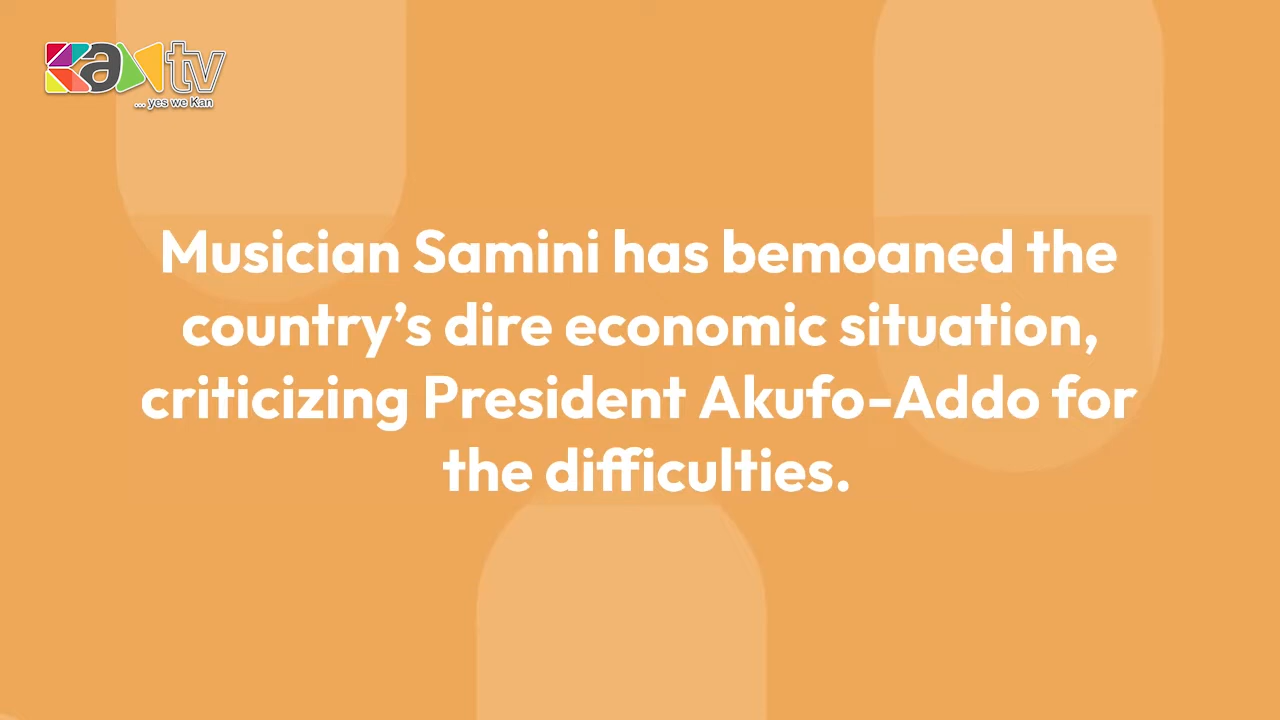 Kantv
... yes we Kan
Musician Samini has bemoaned the
country’s dire economic situation,
criticizing President Akufo-Addo for
the difficulties.